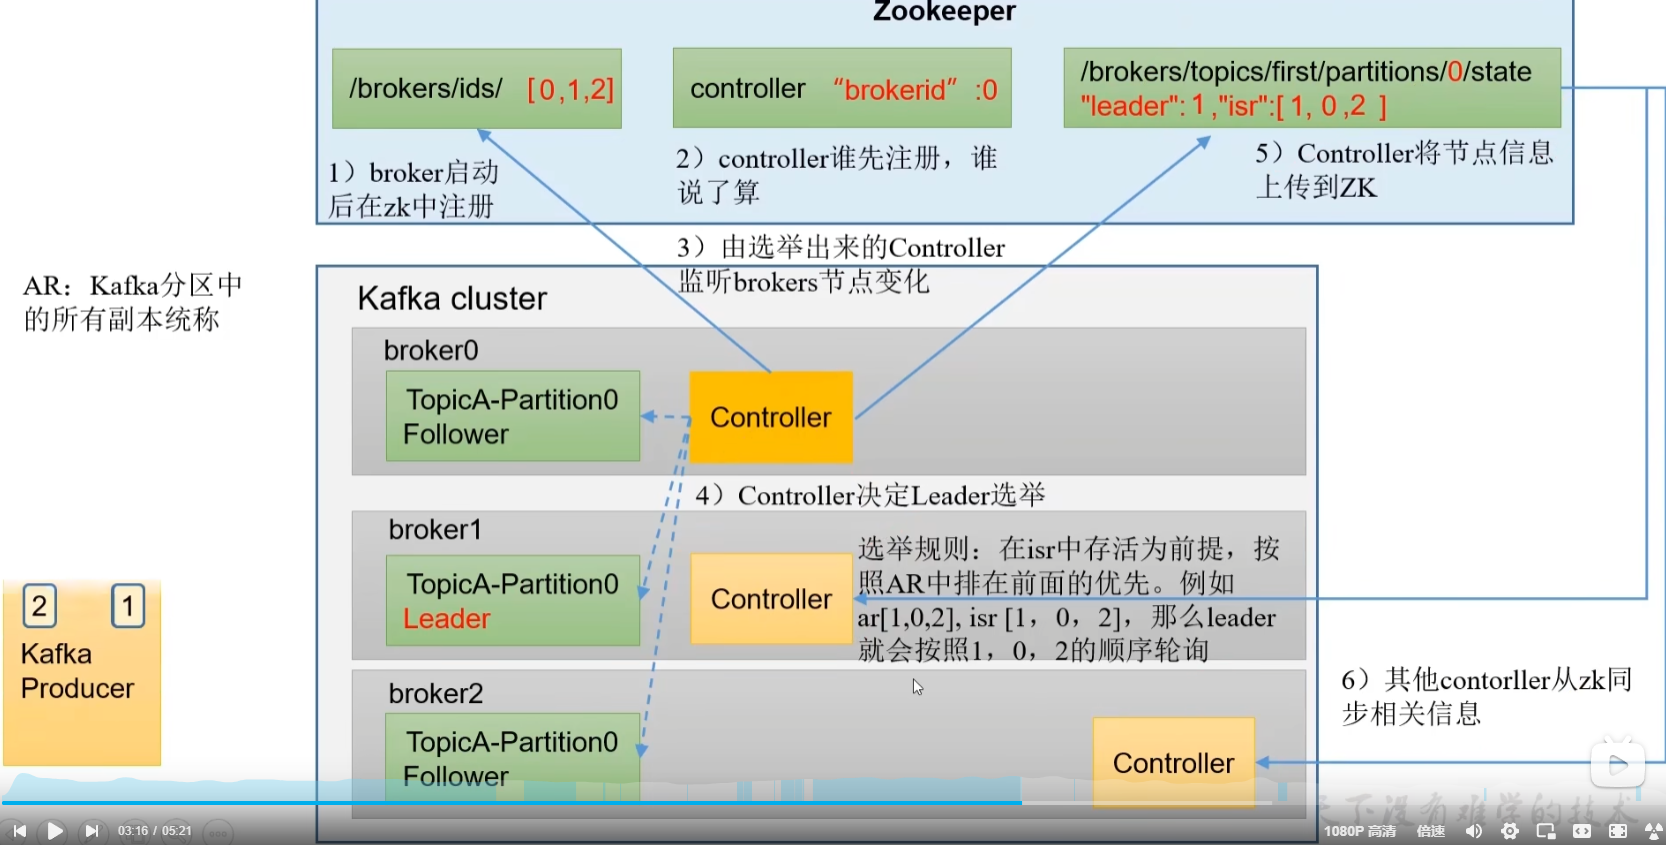 Zookeeper
/brokers/ids/ [0,1,2]
controller “brokerid” :0
/brokers/topics/first/partitions/0/state
"leader": 1 ,"isr":[ 1, 0 ,2 ]
1）broker启动
后在zk中注册
2）controller谁先注册，谁
说了算
5）Controller将节点信息
上传到ZK
3）由选举出来的Controller
监听brokers节点变化
AR：Kafka分区中
的所有副本统称
Kafka cluster
broker0
TopicA-Partition0
Follower
Controller
4）Controller决定Leader选举
broker1
TopicA-Partition0
Leader
Controller
选举规则：在isr中存活为前提，按
照AR中排在前面的优先。例如
ar[1,0,2], isr [1，0，2]，那么leader
就会按照1，0，2的顺序轮询
2 1
Kafka
Producer
broker2
TopicA-Partition0
Follower
Controller
6）其他contorller从zk同
步相关信息
天下没有难学的技术
03:16 / 05:21
1080P 高清
倍速